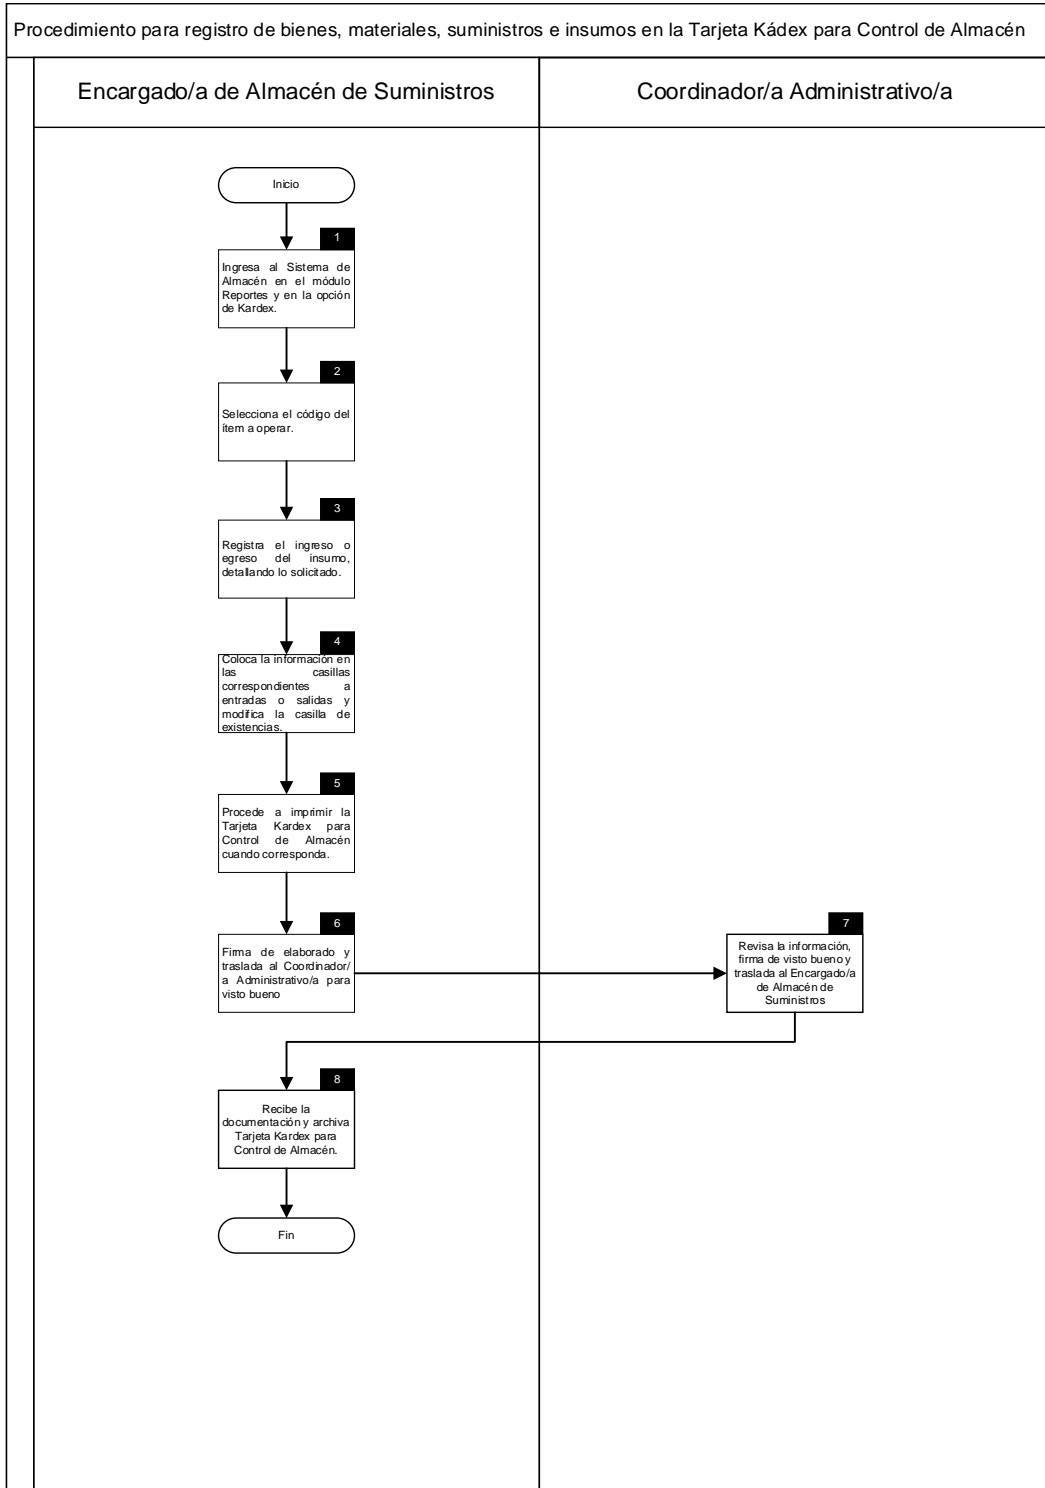 Procedimiento para registro de bienes, materiales, suministros e insumos en la Tarjeta Kádex para Control de Almacén
Encargado/a de Almacén de Suministros
Coordinador/a Administrativo/a
Inicio
1
Ingresa al Sistema de
Almacén en el módulo
Reportes y en la opción
de Kardex.
2
Selecciona el código del
ítem a operar.
3
Registra el ingreso o
egreso del insumo,
detallando lo solicitado.
4
Coloca la información en
las casillas
correspondientes a
entradas o salidas y
modifica la casilla de
existencias.
5
Procede a imprimir la
Tarjeta Kardex para
Control de Almacén
cuando corresponda.
6
Firma de elaborado y
traslada al Coordinador/
a Administrativo/a para
visto bueno
7
Revisa la información,
firma de visto bueno y
traslada al Encargado/a
de Almacén de
Suministros
8
Recibe la
documentación y archiva
Tarjeta Kardex para
Control de Almacén.
Fin